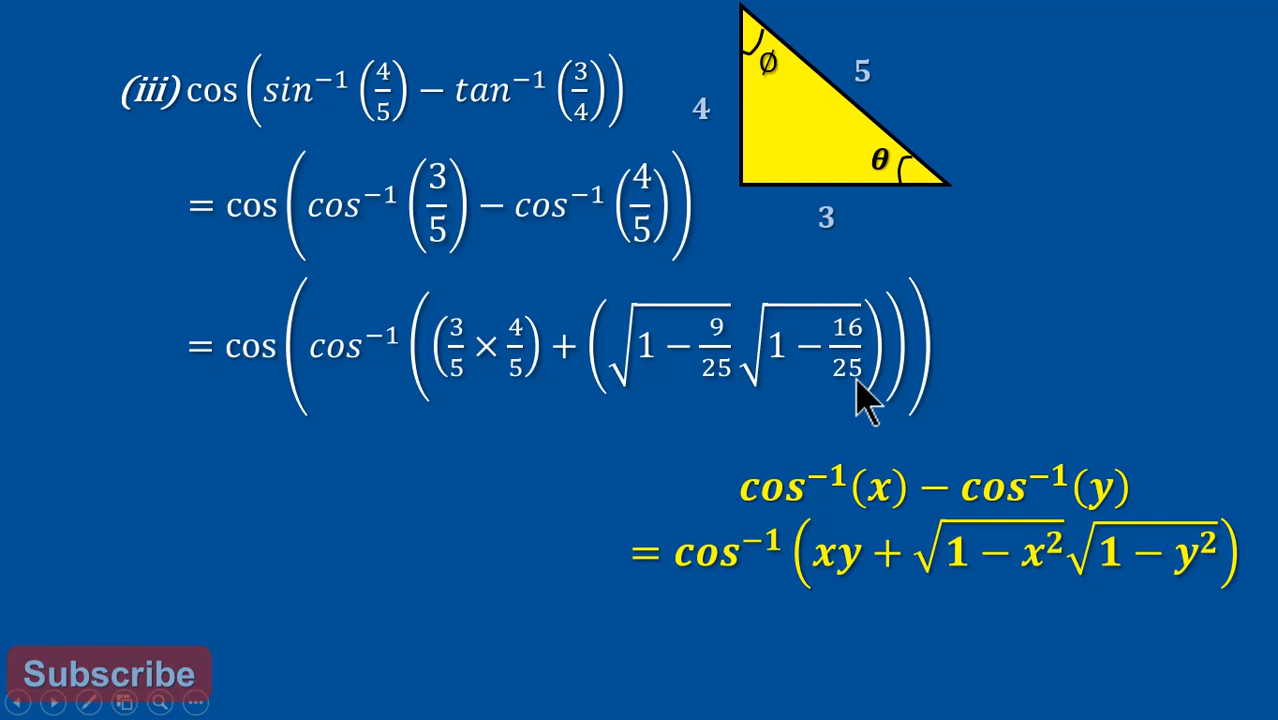 (iii) cos(sin⁻¹(4/5) − tan⁻¹(3/4))
∅
5
4
θ
= cos(cos⁻¹(3/5) − cos⁻¹(4/5))
3
= cos(cos⁻¹((3/5 × 4/5) + (√(1 − 9/25) √(1 − 16/25))))
cos⁻¹(x) − cos⁻¹(y)
= cos⁻¹(xy + √(1 − x²)√(1 − y²))
Subscribe